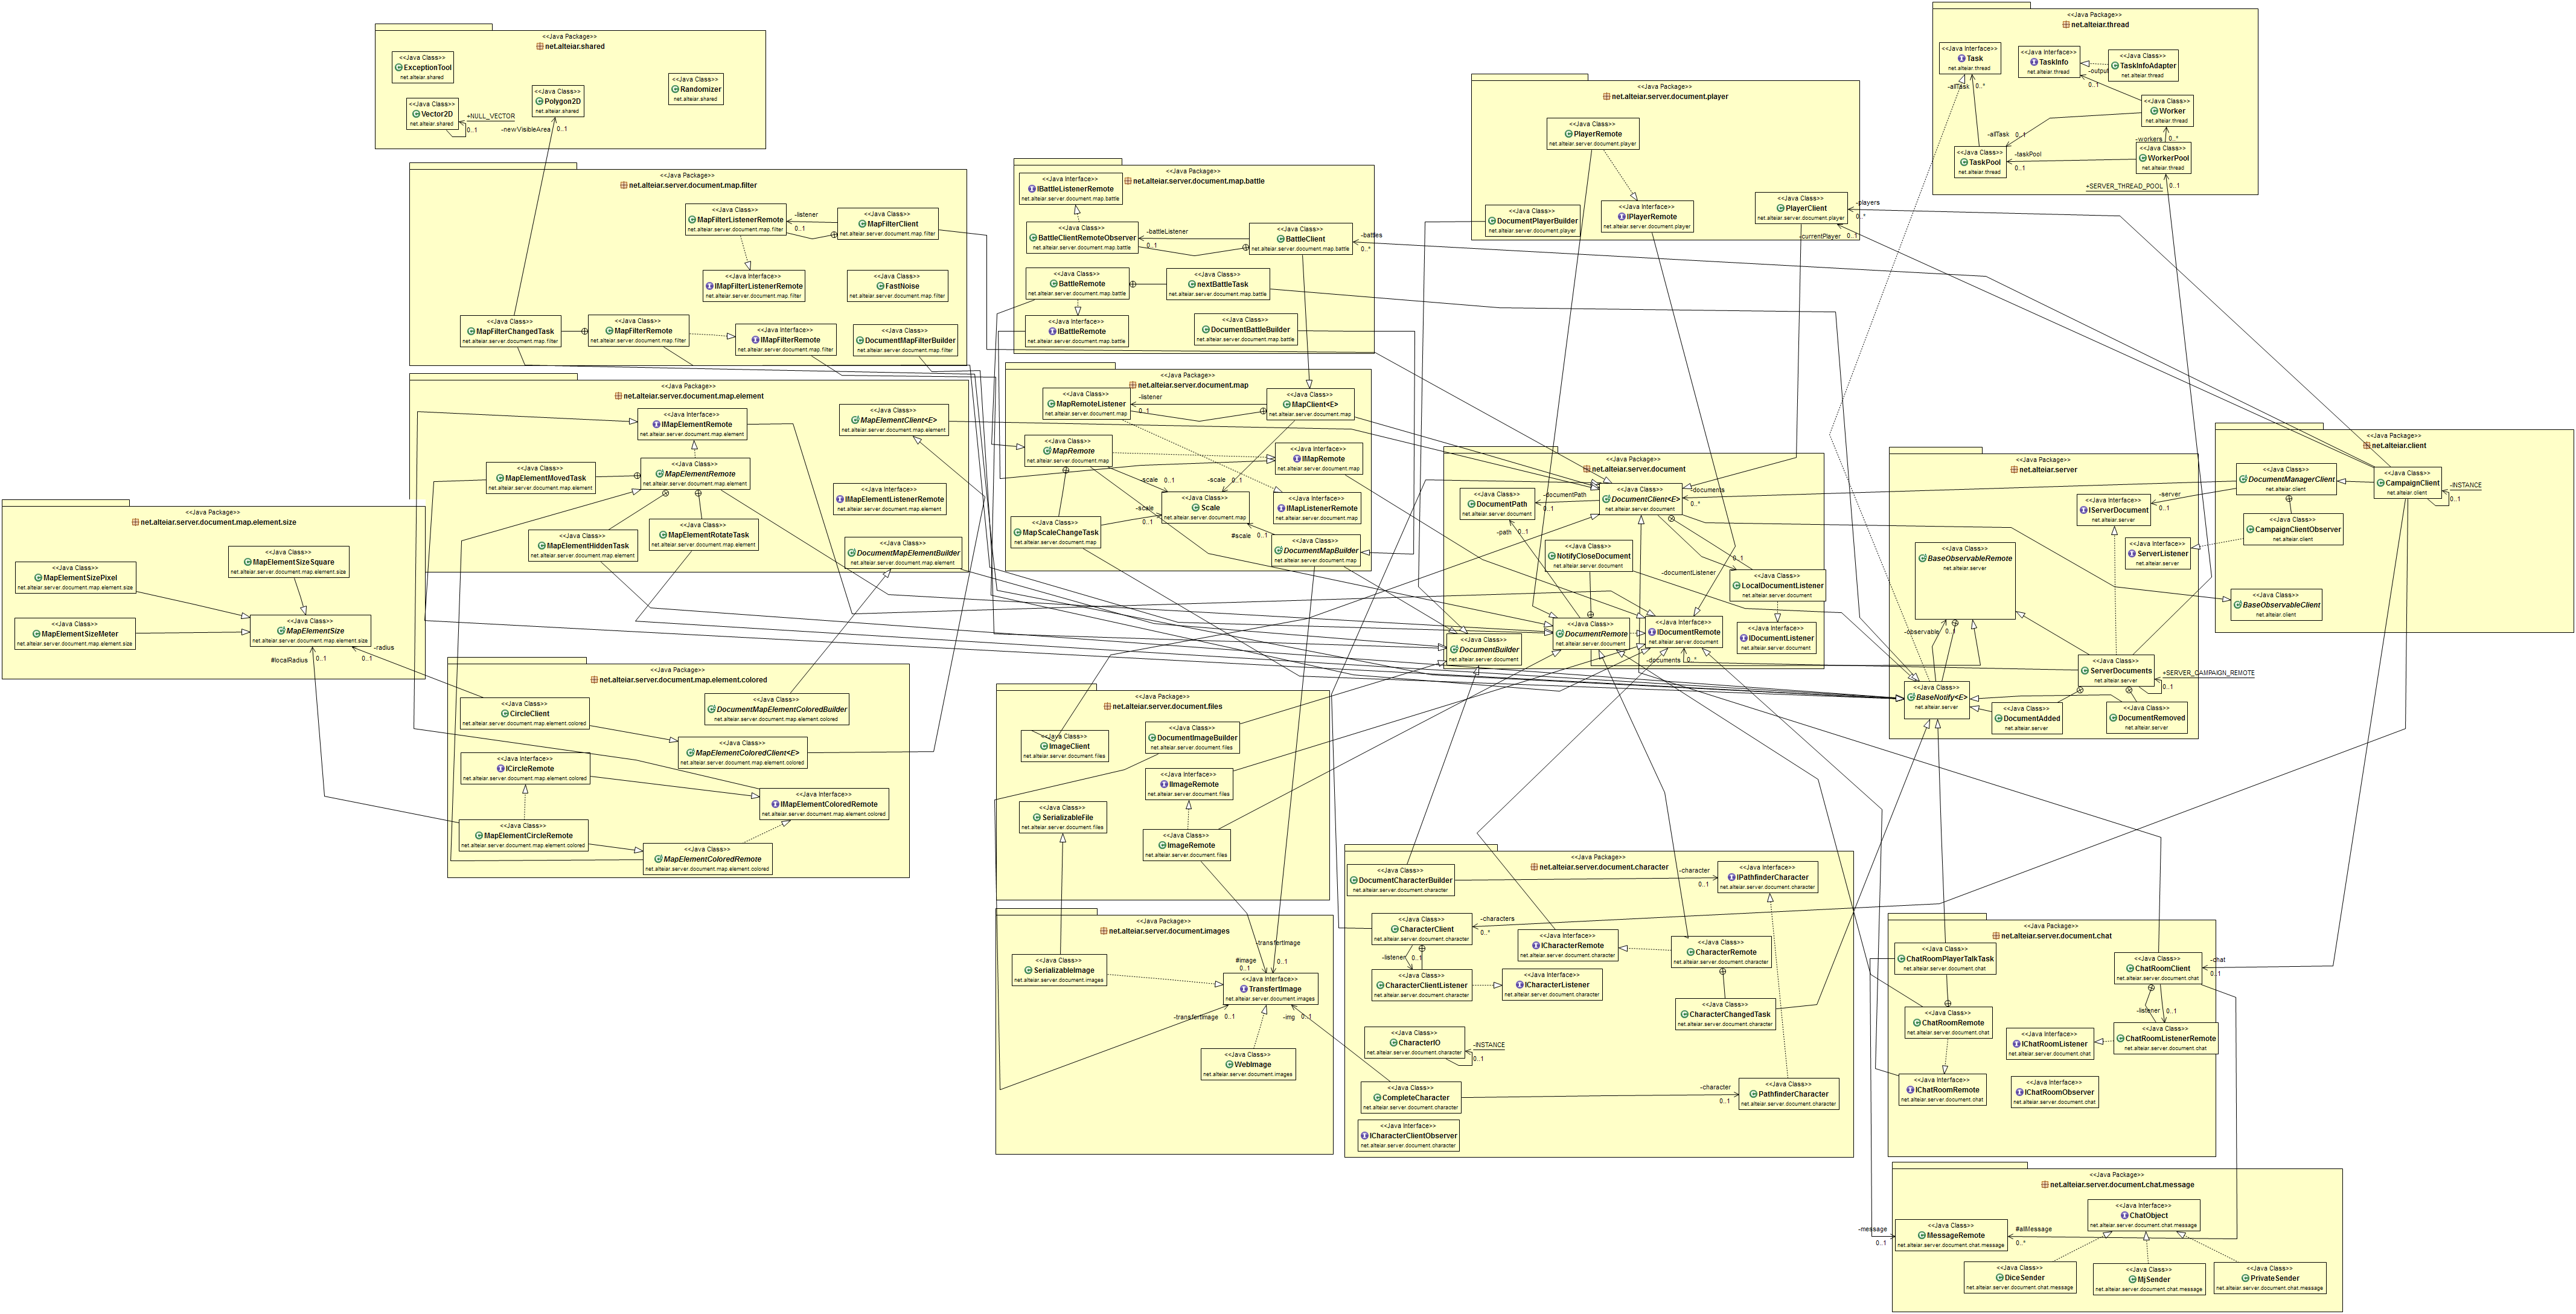 <<Java Package>>
net.alteiar.shared
<<Java Class>>
ExceptionTool
net.alteiar.shared
<<Java Class>>
Vector2D
net.alteiar.shared
+NULL_VECTOR
0..1
<<Java Class>>
Polygon2D
net.alteiar.shared
-newVisibleArea
0..1
<<Java Class>>
Randomizer
net.alteiar.shared
<<Java Package>>
net.alteiar.server.document.map.filter
<<Java Class>>
MapFilterListenerRemote
net.alteiar.server.document.map.filter
-listener
0..1
<<Java Class>>
MapFilterClient
net.alteiar.server.document.map.filter
<<Java Interface>>
IMapFilterListenerRemote
net.alteiar.server.document.map.filter
<<Java Class>>
FastNoise
net.alteiar.server.document.map.filter
<<Java Class>>
MapFilterChangedTask
net.alteiar.server.document.map.filter
<<Java Class>>
MapFilterRemote
net.alteiar.server.document.map.filter
<<Java Interface>>
IMapFilterRemote
net.alteiar.server.document.map.filter
<<Java Class>>
DocumentMapFilterBuilder
net.alteiar.server.document.map.filter
<<Java Package>>
net.alteiar.server.document.map.battle
<<Java Interface>>
IBattleListenerRemote
net.alteiar.server.document.map.battle
<<Java Class>>
BattleClientRemoteObserver
net.alteiar.server.document.map.battle
-battleListener
0..1
<<Java Class>>
BattleClient
net.alteiar.server.document.map.battle
-battles
0..*
<<Java Class>>
BattleRemote
net.alteiar.server.document.map.battle
<<Java Class>>
nextBattleTask
net.alteiar.server.document.map.battle
<<Java Interface>>
IBattleRemote
net.alteiar.server.document.map.battle
<<Java Class>>
DocumentBattleBuilder
net.alteiar.server.document.map.battle
<<Java Package>>
net.alteiar.server.document.player
<<Java Class>>
PlayerRemote
net.alteiar.server.document.player
<<Java Class>>
DocumentPlayerBuilder
net.alteiar.server.document.player
<<Java Interface>>
IPlayerRemote
net.alteiar.server.document.player
<<Java Class>>
PlayerClient
net.alteiar.server.document.player
-players
0..*
-currentPlayer
0..1
<<Java Package>>
net.alteiar.thread
<<Java Interface>>
Task
net.alteiar.thread
<<Java Interface>>
TaskInfo
net.alteiar.thread
<<Java Class>>
TaskInfoAdapter
net.alteiar.thread
-allTask
0..*
-output
0..1
<<Java Class>>
Worker
net.alteiar.thread
-allTask
0..1
-workers
0..*
<<Java Class>>
TaskPool
net.alteiar.thread
-taskPool
0..1
<<Java Class>>
WorkerPool
net.alteiar.thread
+SERVER_THREAD_POOL
0..1
<<Java Package>>
net.alteiar.server.document.map.element
<<Java Interface>>
IMapElementRemote
net.alteiar.server.document.map.element
<<Java Class>>
MapElementClient<E>
net.alteiar.server.document.map.element
<<Java Class>>
MapElementMovedTask
net.alteiar.server.document.map.element
<<Java Class>>
MapElementRemote
net.alteiar.server.document.map.element
<<Java Interface>>
IMapElementListenerRemote
net.alteiar.server.document.map.element
<<Java Class>>
MapElementHiddenTask
net.alteiar.server.document.map.element
<<Java Class>>
MapElementRotateTask
net.alteiar.server.document.map.element
<<Java Class>>
DocumentMapElementBuilder
net.alteiar.server.document.map.element
<<Java Package>>
net.alteiar.server.document.map
<<Java Class>>
MapRemoteListener
net.alteiar.server.document.map
-listener
0..1
<<Java Class>>
MapClient<E>
net.alteiar.server.document.map
<<Java Class>>
MapRemote
net.alteiar.server.document.map
<<Java Interface>>
IMapRemote
net.alteiar.server.document.map
-scale
0..1
-scale
0..1
<<Java Class>>
Scale
net.alteiar.server.document.map
<<Java Interface>>
IMapListenerRemote
net.alteiar.server.document.map
<<Java Class>>
MapScaleChangeTask
net.alteiar.server.document.map
-scale
0..1
#scale
0..1
<<Java Class>>
DocumentMapBuilder
net.alteiar.server.document.map
<<Java Package>>
net.alteiar.server.document
<<Java Class>>
DocumentPath
net.alteiar.server.document
-documentPath
0..1
<<Java Class>>
DocumentClient<E>
net.alteiar.server.document
-documents
0..*
-path
0..1
<<Java Class>>
NotifyCloseDocument
net.alteiar.server.document
-documentListener
0..1
<<Java Class>>
LocalDocumentListener
net.alteiar.server.document
<<Java Class>>
DocumentBuilder
net.alteiar.server.document
<<Java Class>>
DocumentRemote
net.alteiar.server.document
<<Java Interface>>
IDocumentRemote
net.alteiar.server.document
-documents
0..*
<<Java Interface>>
IDocumentListener
net.alteiar.server.document
<<Java Package>>
net.alteiar.server
<<Java Interface>>
IServerDocument
net.alteiar.server
-server
0..1
<<Java Interface>>
ServerListener
net.alteiar.server
<<Java Class>>
BaseObservableRemote
net.alteiar.server
-observable
0..1
<<Java Class>>
ServerDocuments
net.alteiar.server
+SERVER_CAMPAIGN_REMOTE
0..1
<<Java Class>>
BaseNotify<E>
net.alteiar.server
<<Java Class>>
DocumentAdded
net.alteiar.server
<<Java Class>>
DocumentRemoved
net.alteiar.server
<<Java Package>>
net.alteiar.client
<<Java Class>>
DocumentManagerClient
net.alteiar.client
<<Java Class>>
CampaignClient
net.alteiar.client
-INSTANCE
0..1
<<Java Class>>
CampaignClientObserver
net.alteiar.client
<<Java Class>>
BaseObservableClient
net.alteiar.client
<<Java Package>>
net.alteiar.server.document.map.element.size
<<Java Class>>
MapElementSizeSquare
net.alteiar.server.document.map.element.size
<<Java Class>>
MapElementSizePixel
net.alteiar.server.document.map.element.size
<<Java Class>>
MapElementSizeMeter
net.alteiar.server.document.map.element.size
<<Java Class>>
MapElementSize
net.alteiar.server.document.map.element.size
#localRadius
0..1
-radius
0..1
<<Java Package>>
net.alteiar.server.document.map.element.colored
<<Java Class>>
CircleClient
net.alteiar.server.document.map.element.colored
<<Java Class>>
DocumentMapElementColoredBuilder
net.alteiar.server.document.map.element.colored
<<Java Class>>
MapElementColoredClient<E>
net.alteiar.server.document.map.element.colored
<<Java Interface>>
ICircleRemote
net.alteiar.server.document.map.element.colored
<<Java Interface>>
IMapElementColoredRemote
net.alteiar.server.document.map.element.colored
<<Java Class>>
MapElementCircleRemote
net.alteiar.server.document.map.element.colored
<<Java Class>>
MapElementColoredRemote
net.alteiar.server.document.map.element.colored
<<Java Package>>
net.alteiar.server.document.files
<<Java Class>>
ImageClient
net.alteiar.server.document.files
<<Java Class>>
DocumentImageBuilder
net.alteiar.server.document.files
<<Java Interface>>
IImageRemote
net.alteiar.server.document.files
<<Java Class>>
SerializableFile
net.alteiar.server.document.files
<<Java Class>>
ImageRemote
net.alteiar.server.document.files
<<Java Package>>
net.alteiar.server.document.images
-transfertImage
0..1
#image
0..1
<<Java Class>>
SerializableImage
net.alteiar.server.document.images
<<Java Interface>>
TransfertImage
net.alteiar.server.document.images
-transfertImage
0..1
-img
0..1
<<Java Class>>
WebImage
net.alteiar.server.document.images
<<Java Package>>
net.alteiar.server.document.character
<<Java Class>>
DocumentCharacterBuilder
net.alteiar.server.document.character
-character
0..1
<<Java Interface>>
IPathfinderCharacter
net.alteiar.server.document.character
<<Java Class>>
CharacterClient
net.alteiar.server.document.character
-characters
0..*
<<Java Interface>>
ICharacterRemote
net.alteiar.server.document.character
<<Java Class>>
CharacterRemote
net.alteiar.server.document.character
-listener
0..1
<<Java Class>>
CharacterClientListener
net.alteiar.server.document.character
<<Java Interface>>
ICharacterListener
net.alteiar.server.document.character
<<Java Class>>
CharacterChangedTask
net.alteiar.server.document.character
<<Java Class>>
CharacterIO
net.alteiar.server.document.character
-INSTANCE
0..1
<<Java Class>>
CompleteCharacter
net.alteiar.server.document.character
-character
0..1
<<Java Class>>
PathfinderCharacter
net.alteiar.server.document.character
<<Java Interface>>
ICharacterClientObserver
net.alteiar.server.document.character
<<Java Package>>
net.alteiar.server.document.chat
<<Java Class>>
ChatRoomPlayerTalkTask
net.alteiar.server.document.chat
<<Java Class>>
ChatRoomClient
net.alteiar.server.document.chat
-chat
0..1
<<Java Class>>
ChatRoomRemote
net.alteiar.server.document.chat
-listener
0..1
<<Java Interface>>
IChatRoomListener
net.alteiar.server.document.chat
<<Java Class>>
ChatRoomListenerRemote
net.alteiar.server.document.chat
<<Java Interface>>
IChatRoomRemote
net.alteiar.server.document.chat
<<Java Interface>>
IChatRoomObserver
net.alteiar.server.document.chat
<<Java Package>>
net.alteiar.server.document.chat.message
<<Java Interface>>
ChatObject
net.alteiar.server.document.chat.message
-message
0..1
<<Java Class>>
MessageRemote
net.alteiar.server.document.chat.message
#allMessage
0..*
<<Java Class>>
DiceSender
net.alteiar.server.document.chat.message
<<Java Class>>
MjSender
net.alteiar.server.document.chat.message
<<Java Class>>
PrivateSender
net.alteiar.server.document.chat.message